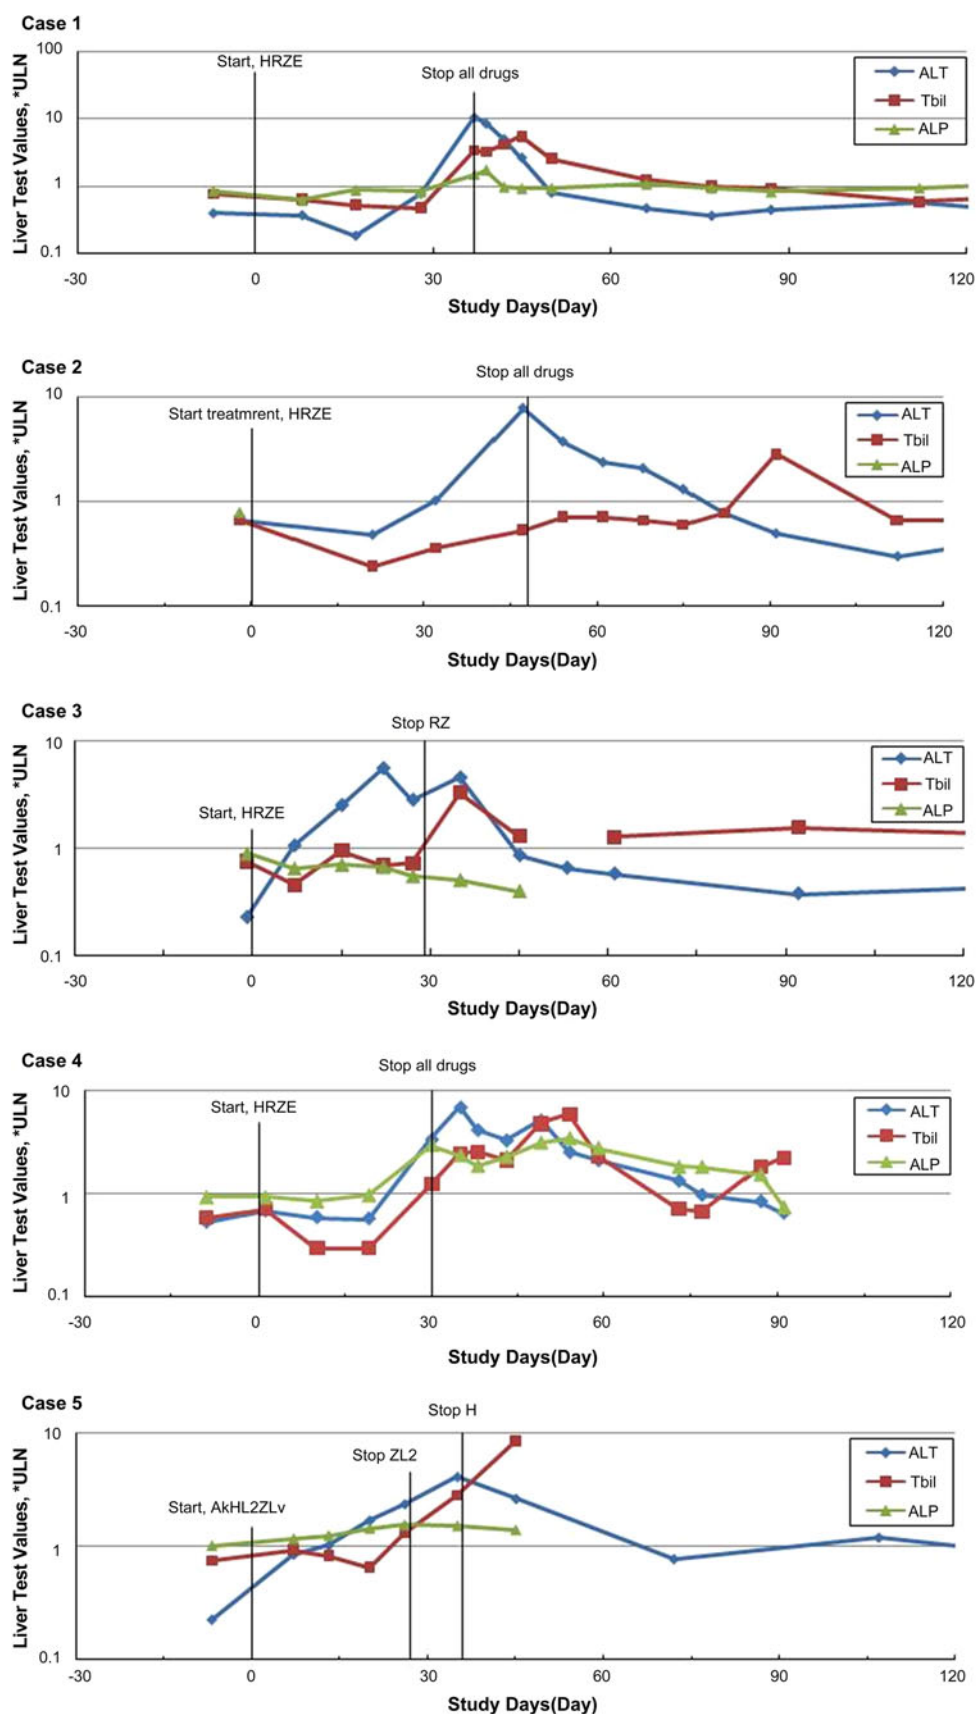 Case 1
Start, HRZE
Stop all drugs
ALT
Tbil
ALP
Liver Test Values, *ULN
100
10
1
0.1
-30
0
30
60
90
120
Study Days(Day)
Case 2
Start treatmrent, HRZE
Stop all drugs
ALT
Tbil
ALP
Liver Test Values, *ULN
10
1
0.1
-30
0
30
60
90
120
Study Days(Day)
Case 3
Start, HRZE
Stop RZ
ALT
Tbil
ALP
Liver Test Values, *ULN
10
1
0.1
-30
0
30
60
90
120
Study Days(Day)
Case 4
Start, HRZE
Stop all drugs
ALT
Tbil
ALP
Liver Test Values, *ULN
10
1
0.1
-30
0
30
60
90
120
Study Days(Day)
Case 5
Start, AkHL2ZLv
Stop ZL2
Stop H
ALT
Tbil
ALP
Liver Test Values, *ULN
10
1
0.1
-30
0
30
60
90
120
Study Days(Day)